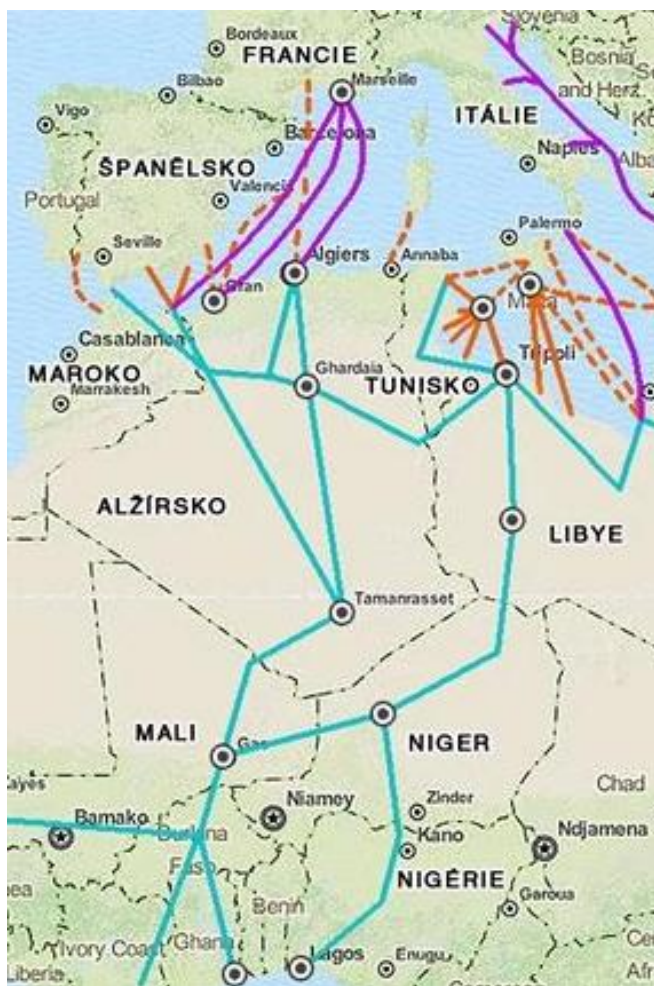 Slovenia
Bordeaux
FRANCIE
Bosnia
and Herz
Marseille
Bilbao
ITÁLIE
Vigo
Barcelona
ŠPANĚLSKO
Naples
Alba
Valencia
Portugal
Palermo
Seville
Algiers
Annaba
Oran
Malta
Casablanca
Tripoli
MAROKO
Ghardaia
TUNISKO
Marrakesh
ALŽÍRSKO
LIBYE
Tamanrasset
MALI
Gao
NIGER
Chad
Kayes
Niamey
Zinder
Bamako
Burkina
Kano
Ndjamena
Faso
NIGÉRIE
Garoua
Benin
Ivory Coast
Ghana
Lagos
Enugu
Liberia